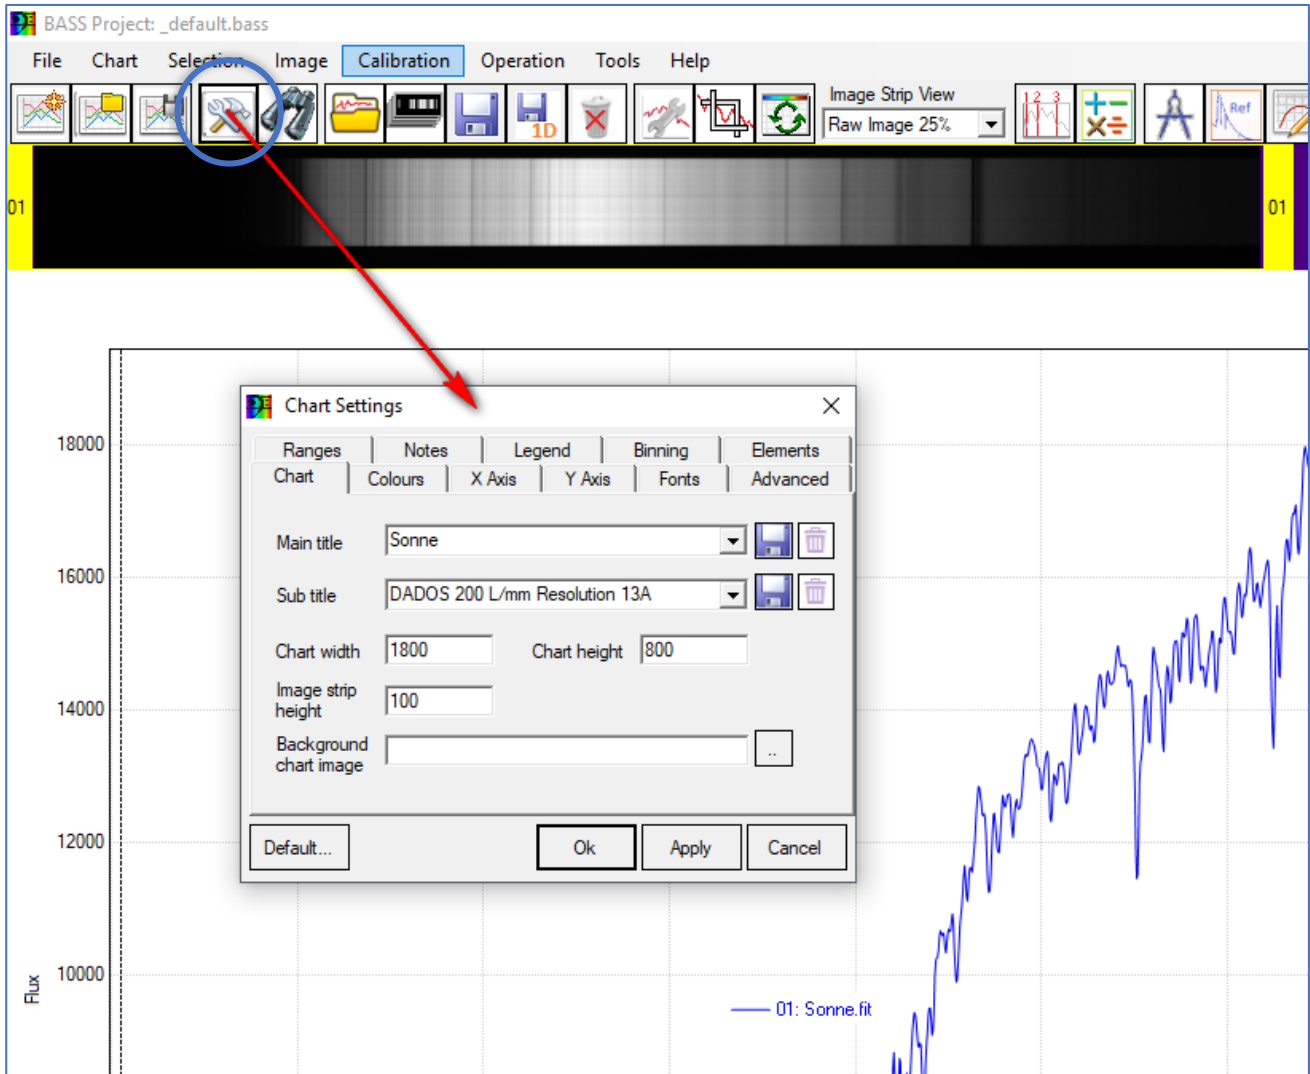 BASS Project: _default.bass
File Chart Selection Image Calibration Operation Tools Help
1D
Image Strip View
Raw Image 25%
1 2 3
Ref
01
01
Chart Settings
Ranges Notes Legend Binning Elements
Chart Colours X Axis Y Axis Fonts Advanced
Main title Sonne
Sub title DADOS 200 L/mm Resolution 13A
Chart width 1800 Chart height 800
Image strip
height 100
Background
chart image ..
Default... Ok Apply Cancel
18000
16000
14000
12000
10000
Flux
01: Sonne.fit